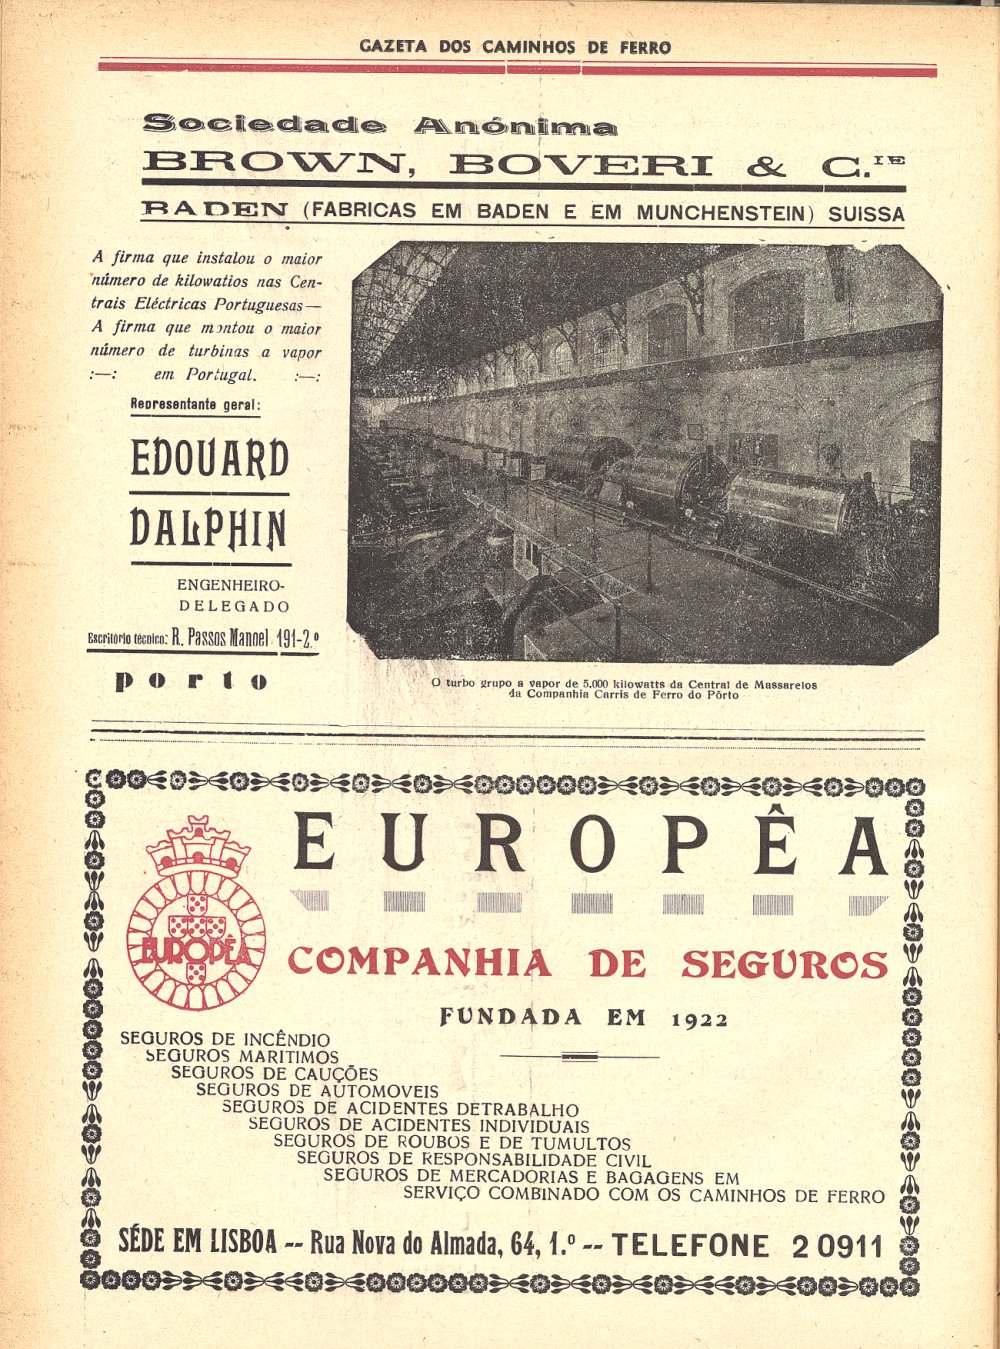 GAZETA DOS CAMINHOS DE FERRO
Sociedade Anónima
BROWN, BOVERI & C.IE
BADEN (FABRICAS EM BADEN E EM MUNCHENSTEIN) SUISSA
A firma que instalou o maior
número de kilowatios nas Cen-
trais Eléctricas Portuguesas—
A firma que montou o maior
número de turbinas a vapor
:—: em Portugal. :—:
Representante geral:
EDOUARD
DALPHIN
ENGENHEIRO-
DELEGADO
Escritório técnico: R. Passos Manoel 191-2.º
porto
O turbo grupo a vapor de 5.000 kilowatts da Central de Massarelos
da Companhia Carris de Ferro do Pôrto
EUROPÊA
EUROPÊA
COMPANHIA DE SEGUROS
FUNDADA EM 1922
SEGUROS DE INCÊNDIO
SEGUROS MARITIMOS
SEGUROS DE CAUÇÕES
SEGUROS DE AUTOMOVEIS
SEGUROS DE ACIDENTES DETRABALHO
SEGUROS DE ACIDENTES INDIVIDUAIS
SEGUROS DE ROUBOS E DE TUMULTOS
SEGUROS DE RESPONSABILIDADE CIVIL
SEGUROS DE MERCADORIAS E BAGAGENS EM
SERVIÇO COMBINADO COM OS CAMINHOS DE FERRO
SÉDE EM LISBOA -- Rua Nova do Almada, 64, 1.º -- TELEFONE 20911